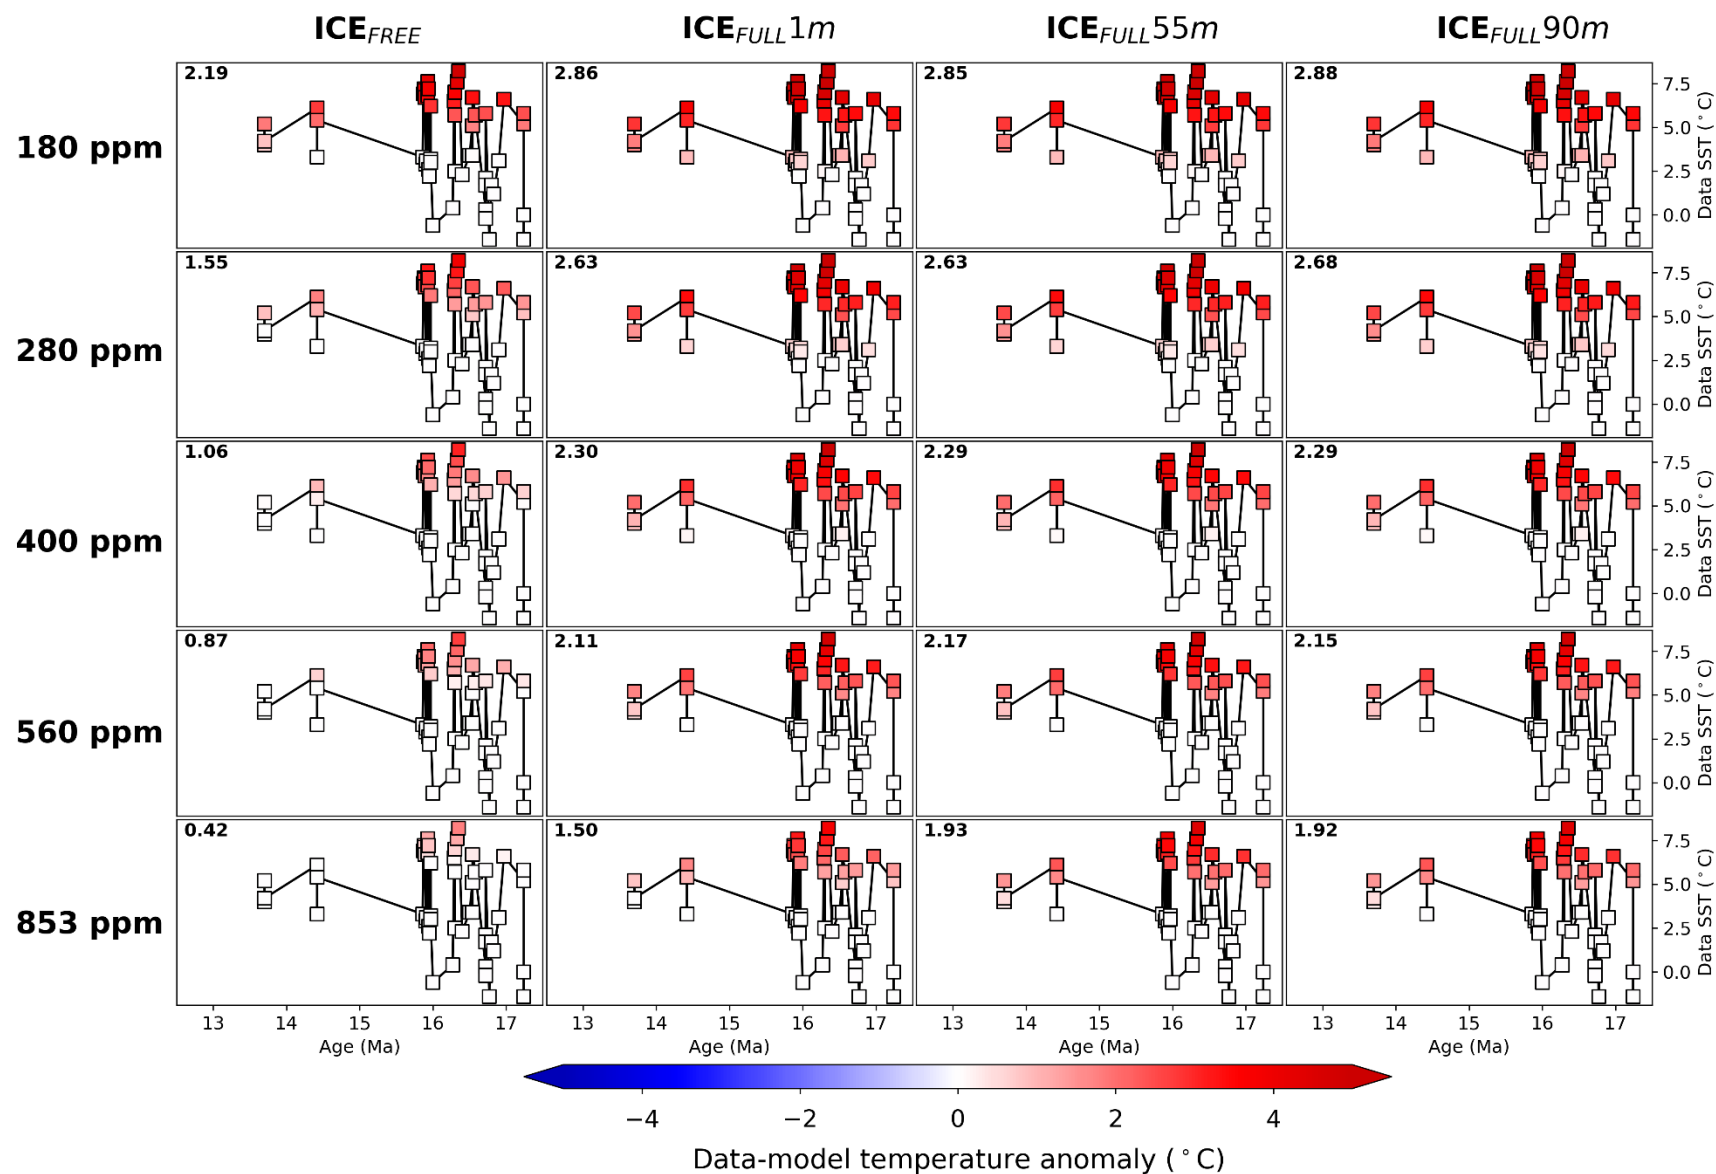 ICE_FREE ICE_FULL1m ICE_FULL55m ICE_FULL90m
180 ppm
2.19 2.86 2.85 2.88
7.5
5.0
2.5
0.0
Data SST (°C)
280 ppm
1.55 2.63 2.63 2.68
7.5
5.0
2.5
0.0
Data SST (°C)
400 ppm
1.06 2.30 2.29 2.29
7.5
5.0
2.5
0.0
Data SST (°C)
560 ppm
0.87 2.11 2.17 2.15
7.5
5.0
2.5
0.0
Data SST (°C)
853 ppm
0.42 1.50 1.93 1.92
7.5
5.0
2.5
0.0
Data SST (°C)
13 14 15 16 17 13 14 15 16 17 13 14 15 16 17 13 14 15 16 17
Age (Ma) Age (Ma) Age (Ma) Age (Ma)
−4 −2 0 2 4
Data-model temperature anomaly (°C)